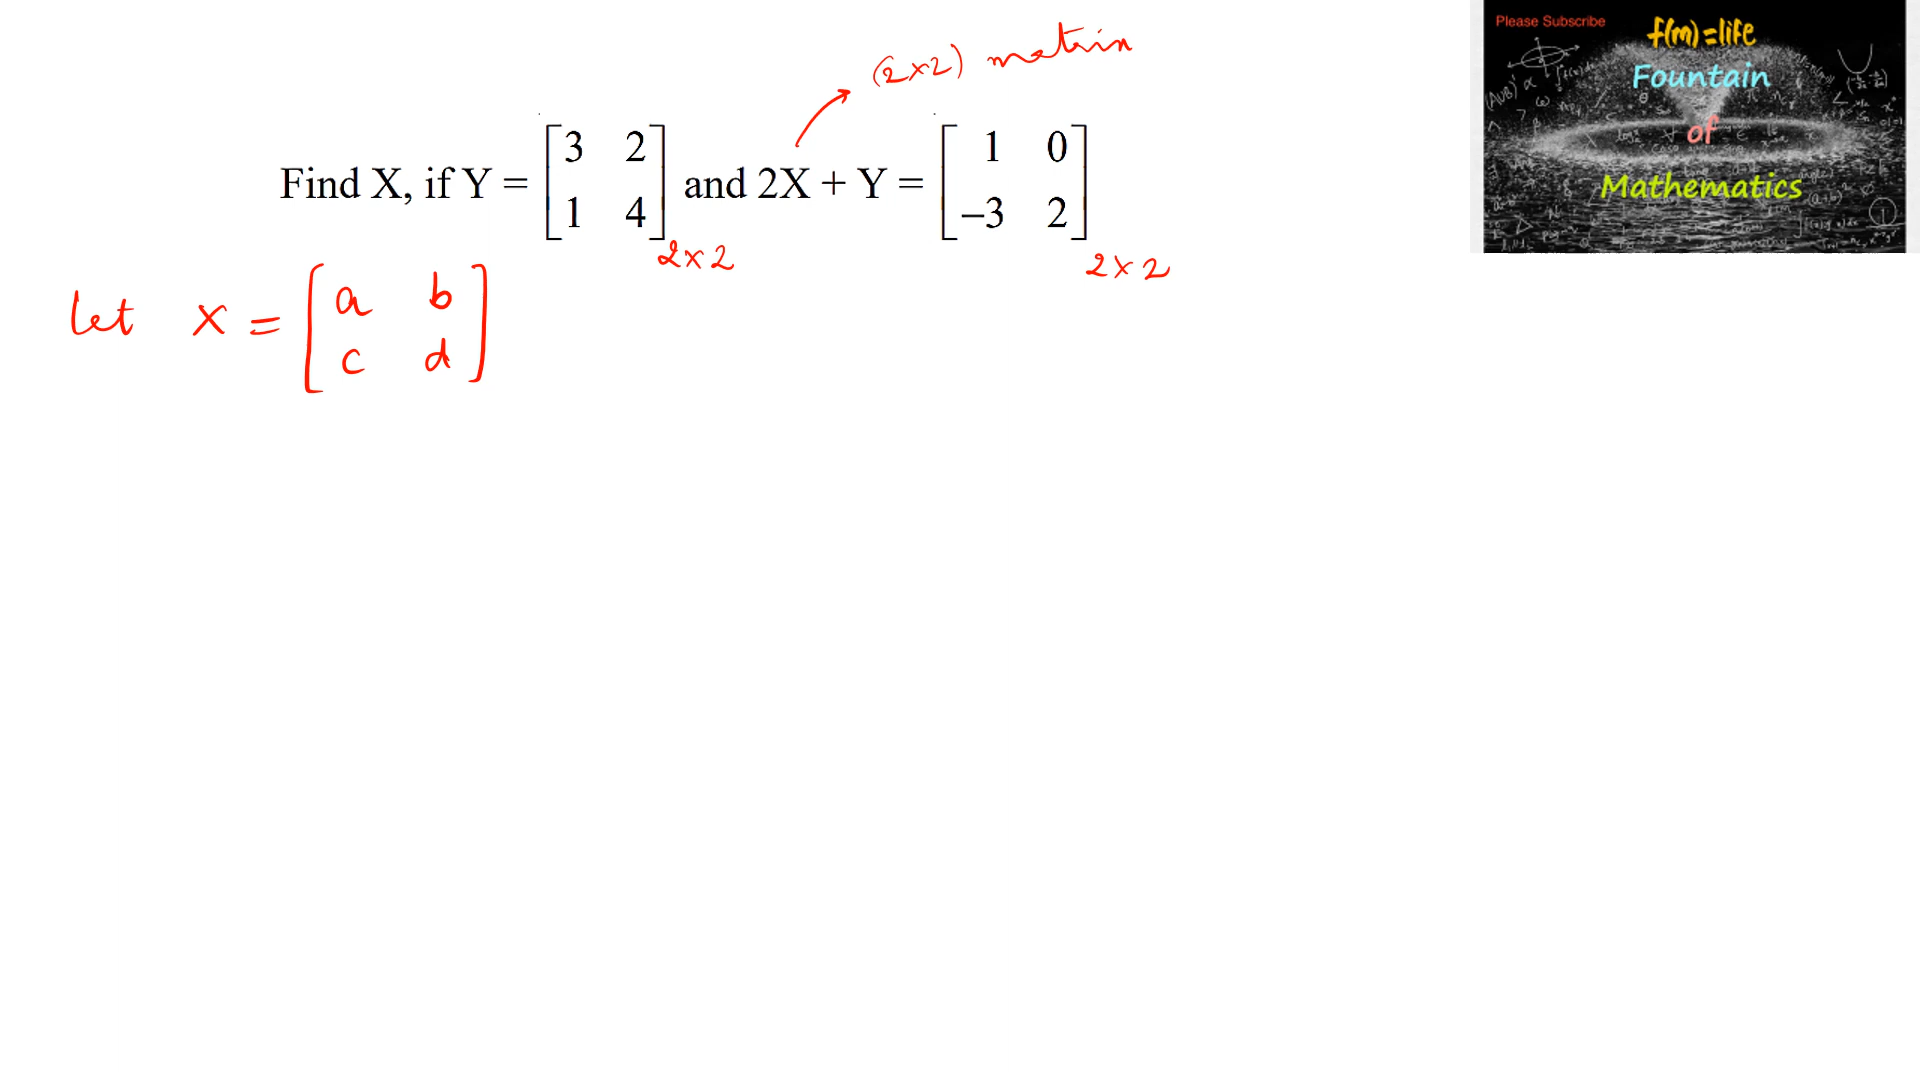 (2×2) matrix
Find X, if Y = [3 2; 1 4] and 2X + Y = [1 0; –3 2]
2×2 2×2
let x = [a b; c d]
Please Subscribe
f(m)=life
Fountain
of
Mathematics